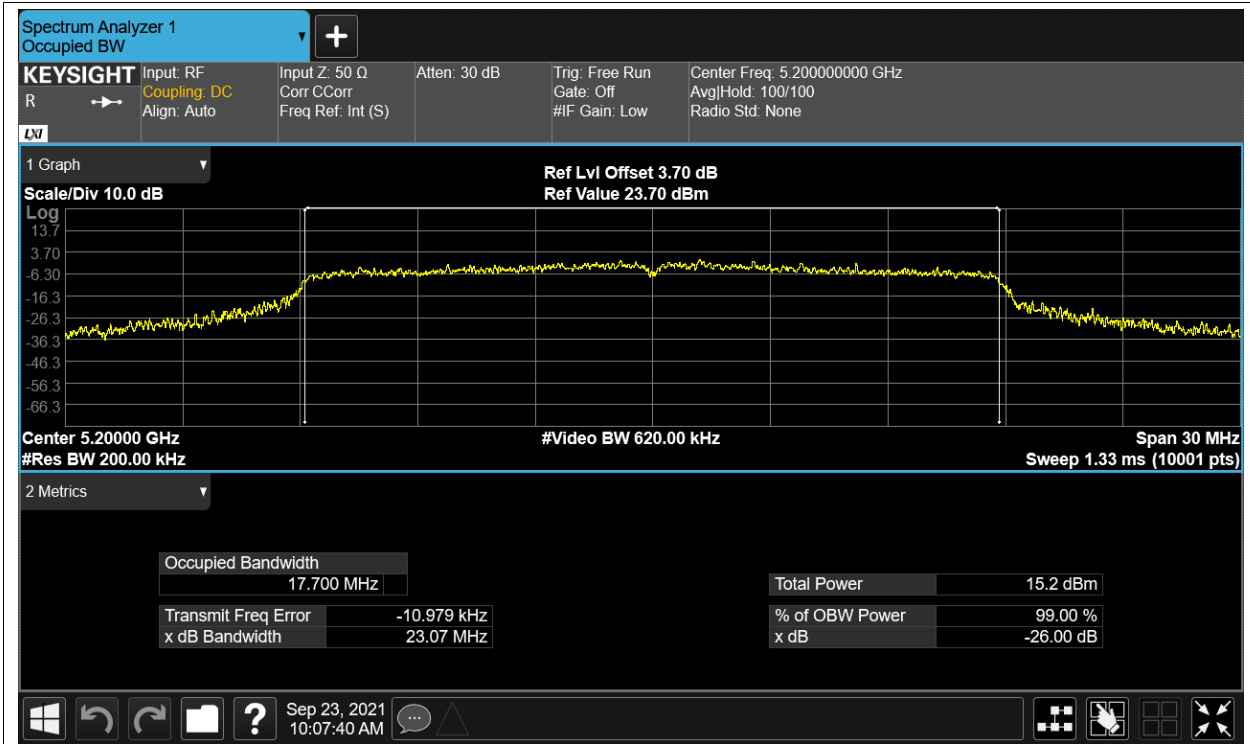 Spectrum Analyzer 1
Occupied BW
KEYSIGHT
R
LXI
Input: RF
Coupling: DC
Align: Auto
Input Z: 50 Ω
Corr CCorr
Freq Ref: Int (S)
Atten: 30 dB
Trig: Free Run
Gate: Off
#IF Gain: Low
Center Freq: 5.200000000 GHz
Avg|Hold: 100/100
Radio Std: None
1 Graph
Ref Lvl Offset 3.70 dB
Scale/Div 10.0 dB
Ref Value 23.70 dBm
Log
13.7
3.70
-6.30
-16.3
-26.3
-36.3
-46.3
-56.3
-66.3
Center 5.20000 GHz
#Video BW 620.00 kHz
Span 30 MHz
#Res BW 200.00 kHz
Sweep 1.33 ms (10001 pts)
2 Metrics
Occupied Bandwidth
17.700 MHz
Total Power 15.2 dBm
Transmit Freq Error -10.979 kHz
% of OBW Power 99.00 %
x dB Bandwidth 23.07 MHz
x dB -26.00 dB
?
Sep 23, 2021
10:07:40 AM